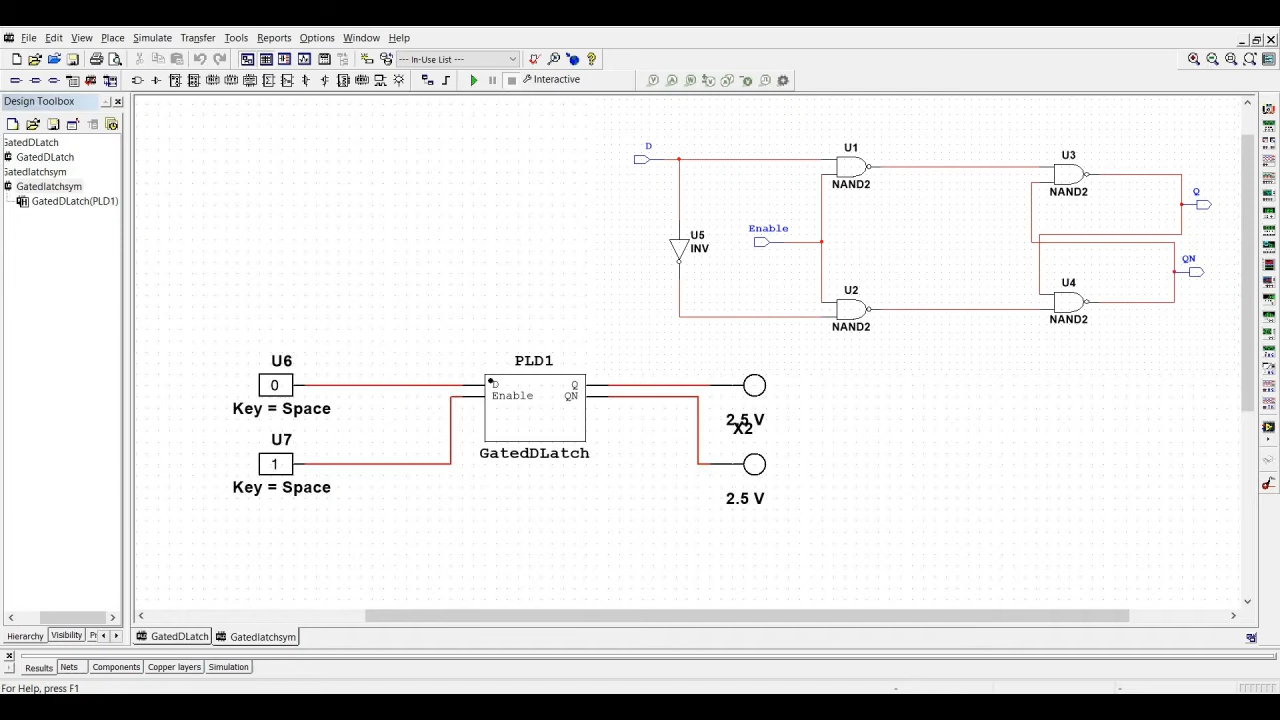 File Edit View Place Simulate Transfer Tools Reports Options Window Help
--- In-Use List ---
Interactive
Design Toolbox
GatedDLatch
GatedDLatch
Gatedlatchsym
Gatedlatchsym
GatedDLatch(PLD1)
D
U1
NAND2
U3
NAND2
Q
Enable
U5
INV
QN
U2
NAND2
U4
NAND2
U6
0
Key = Space
U7
1
Key = Space
PLD1
D Q
Enable QN
GatedDLatch
2.5 V
X2
2.5 V
Hierarchy Visibility
GatedDLatch Gatedlatchsym
Results Nets Components Copper layers Simulation
For Help, press F1